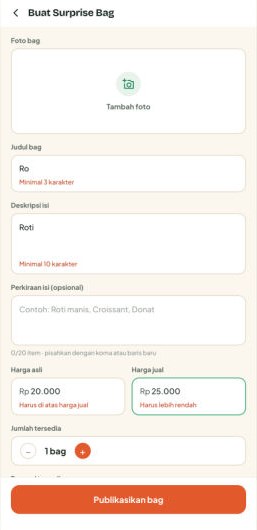 Buat Surprise Bag
Foto bag
Tambah foto
Judul bag
Ro
Minimal 3 karakter
Deskripsi isi
Roti
Minimal 10 karakter
Perkiraan isi (opsional)
Contoh: Roti manis, Croissant, Donat
0/20 item · pisahkan dengan koma atau baris baru
Harga asli
Harga jual
Rp 20.000
Rp 25.000
Harus di atas harga jual
Harus lebih rendah
Jumlah tersedia
− 1 bag +
Publikasikan bag